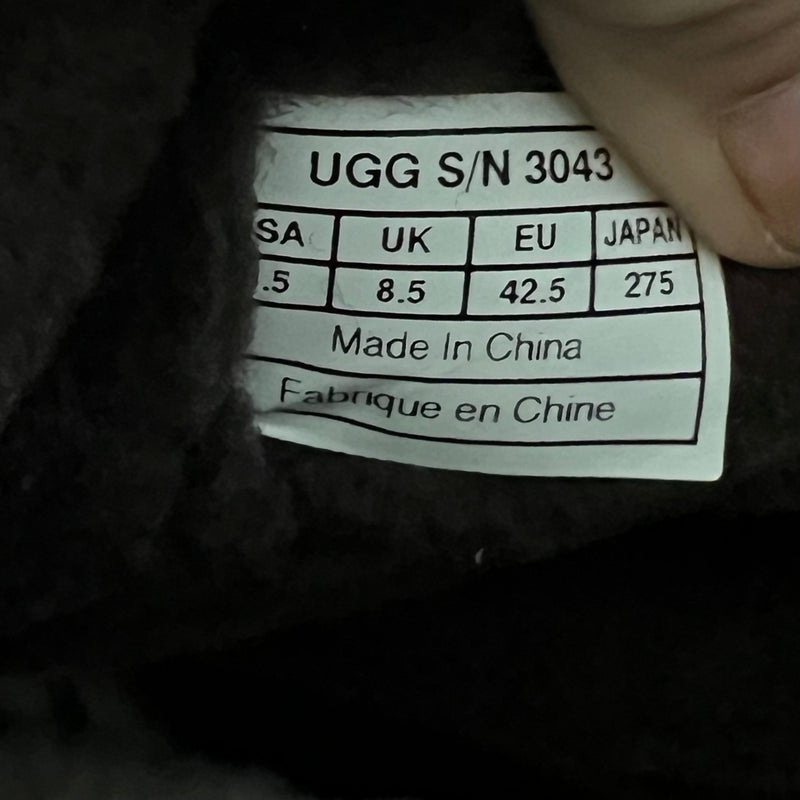 UGG S/N 3043
SA UK EU JAPAN
.5 8.5 42.5 275
Made In China
Fabrique en Chine